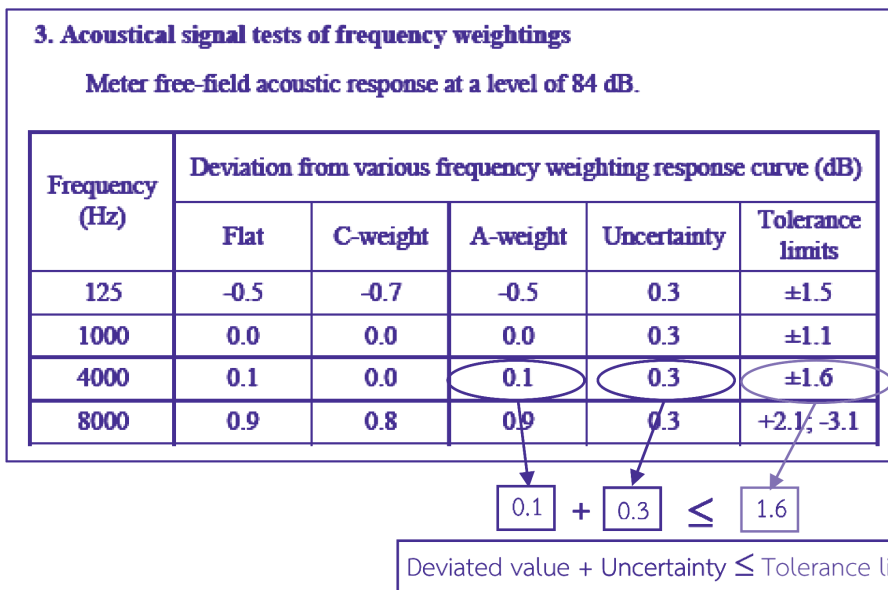 3. Acoustical signal tests of frequency weightings
Meter free-field acoustic response at a level of 84 dB.
Frequency (Hz) Deviation from various frequency weighting response curve (dB)
Flat C-weight A-weight Uncertainty Tolerance limits
125 -0.5 -0.7 -0.5 0.3 ±1.5
1000 0.0 0.0 0.0 0.3 ±1.1
4000 0.1 0.0 0.1 0.3 ±1.6
8000 0.9 0.8 0.9 0.3 +2.1; -3.1
0.1 + 0.3 ≤ 1.6
Deviated value + Uncertainty ≤ Tolerance li